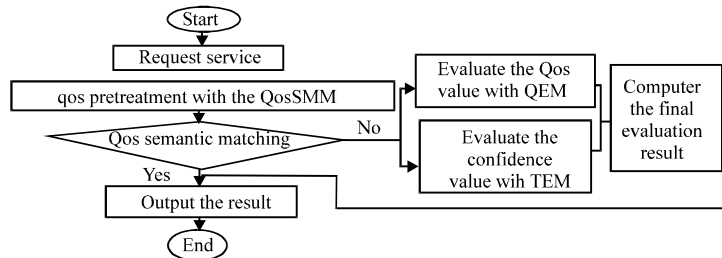 Start
Request service
qos pretreatment with the QosSMM
Qos semantic matching
No
Yes
Evaluate the Qos
value with QEM
Evaluate the
confidence
value wih TEM
Computer
the final
evaluation
result
Output the result
End